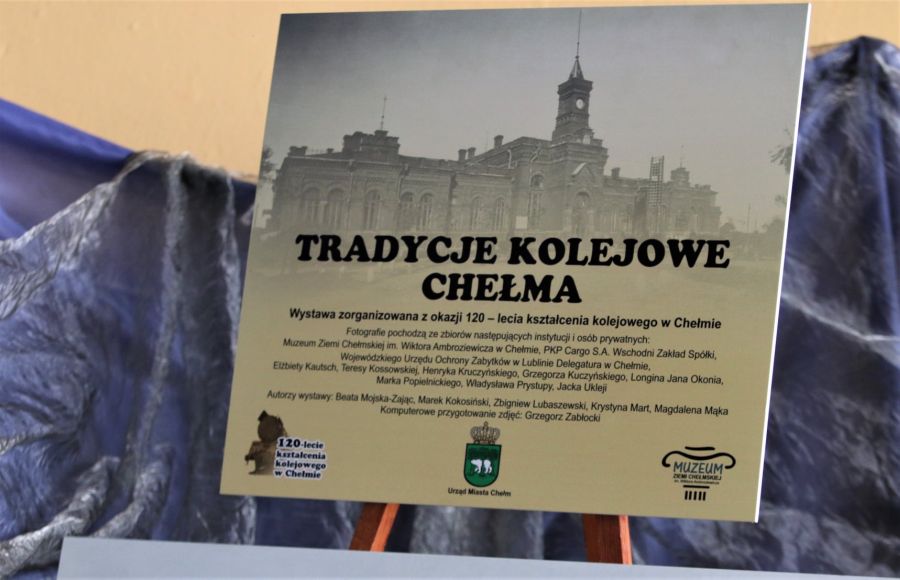 TRADYCJE KOLEJOWE
CHEŁMA
Wystawa zorganizowana z okazji 120 – lecia kształcenia kolejowego w Chełmie
Fotografie pochodzą ze zbiorów następujących instytucji i osób prywatnych:
Muzeum Ziemi Chełmskiej im. Wiktora Ambroziewicza w Chełmie, PKP Cargo S.A. Wschodni Zakład Spółki,
Wojewódzkiego Urzędu Ochrony Zabytków w Lublinie Delegatura w Chełmie,
Elżbiety Kautsch, Teresy Kossowskiej, Henryka Kruczyńskiego, Grzegorza Kuczyńskiego, Longina Jana Okonia,
Marka Popielnickiego, Władysława Prystupy, Jacka Ukleji
Autorzy wystawy: Beata Mojska-Zając, Marek Kokosiński, Zbigniew Lubaszewski, Krystyna Mart, Magdalena Mąka
Komputerowe przygotowanie zdjęć: Grzegorz Zabłocki
120-lecie
kształcenia
kolejowego
w Chełmie
Urząd Miasta Chełm
MUZEUM
ZIEMI CHEŁMSKIEJ
im. Wiktora Ambroziewicza